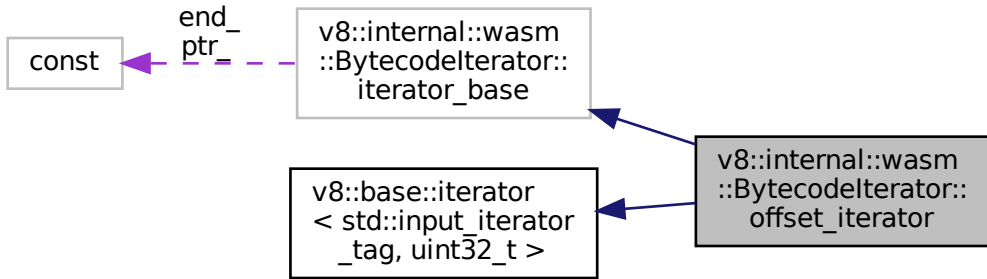 end_
ptr_
const
v8::internal::wasm
::BytecodeIterator::
iterator_base
v8::base::iterator
< std::input_iterator
_tag, uint32_t >
v8::internal::wasm
::BytecodeIterator::
offset_iterator